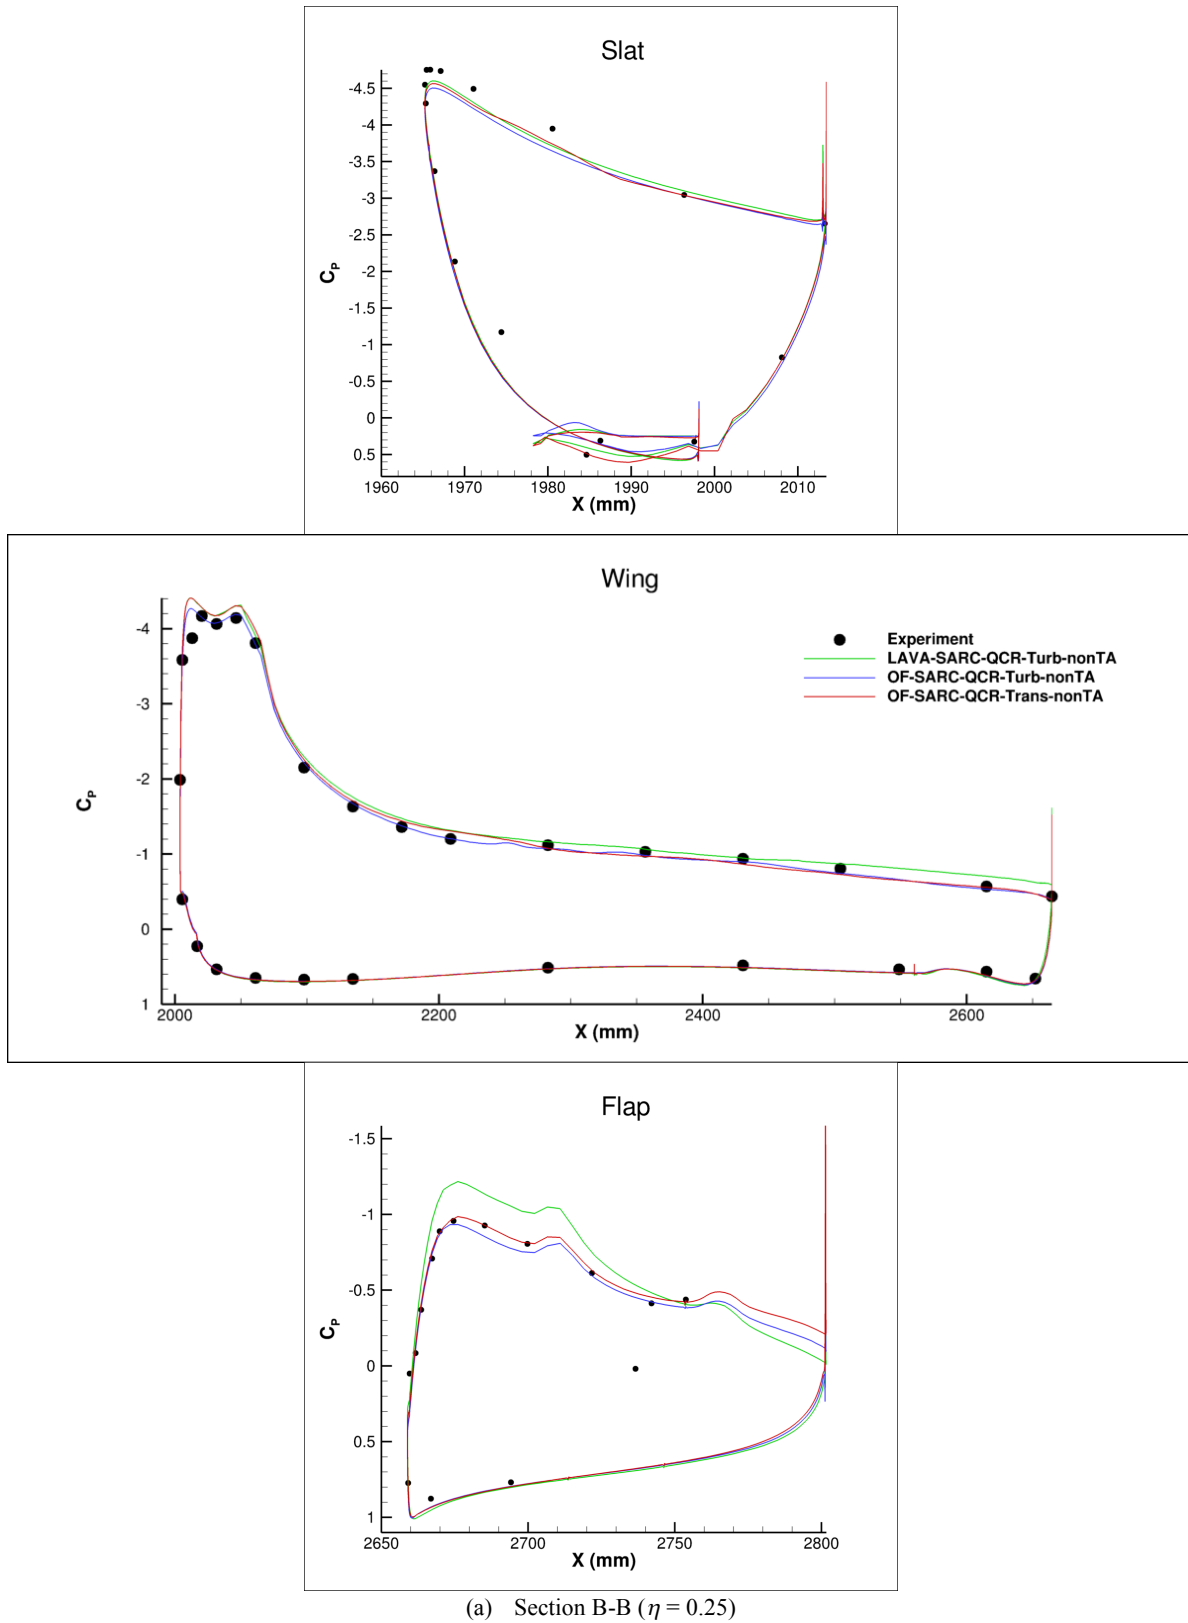 Slat
-4.5
-4
-3.5
-3
-2.5
-2
-1.5
-1
-0.5
0
0.5
C_P
1960 1970 1980 1990 2000 2010
X (mm)
Wing
-4
-3
-2
-1
0
1
C_P
Experiment
LAVA-SARC-QCR-Turb-nonTA
OF-SARC-QCR-Turb-nonTA
OF-SARC-QCR-Trans-nonTA
2000 2200 2400 2600
X (mm)
Flap
-1.5
-1
-0.5
0
0.5
1
C_P
2650 2700 2750 2800
X (mm)
(a) Section B-B (η = 0.25)